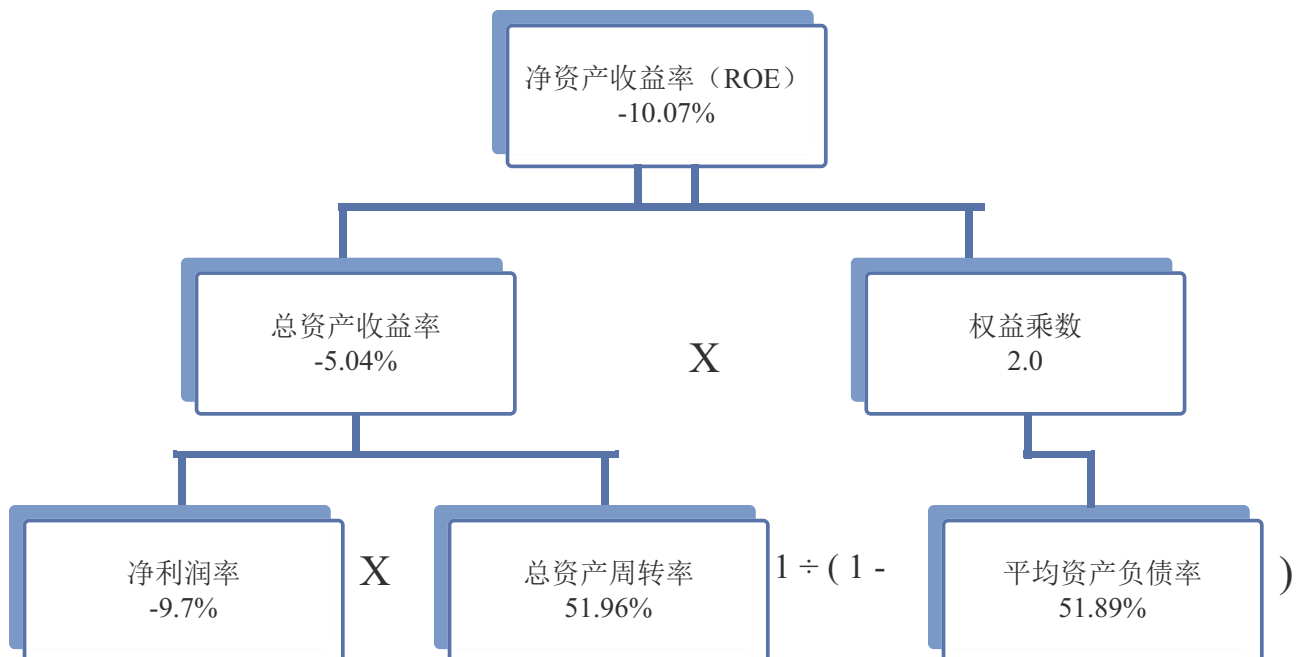 净资产收益率（ROE）
-10.07%
总资产收益率
-5.04%
X
权益乘数
2.0
净利润率
-9.7%
X
总资产周转率
51.96%
1 ÷ ( 1 -
平均资产负债率
51.89%
)